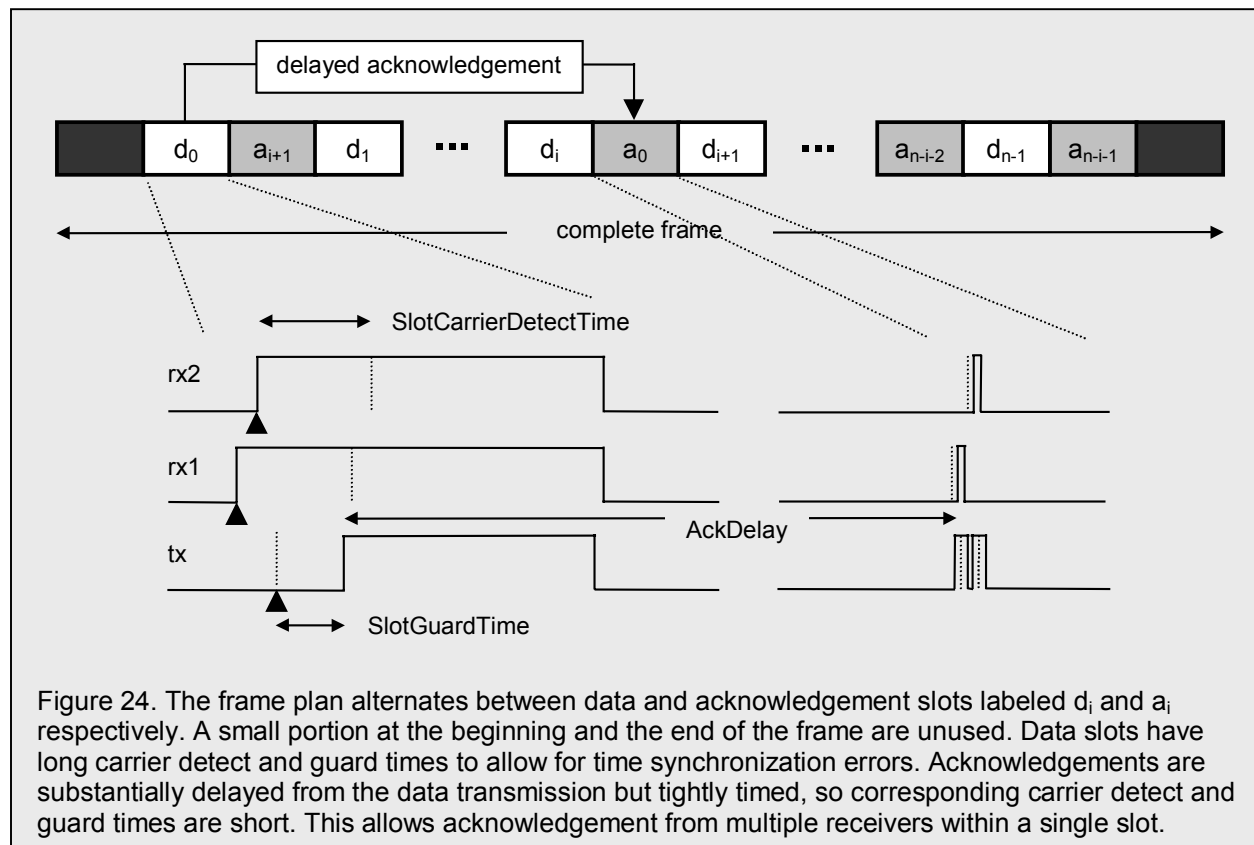 delayed acknowledgement
d₀ aᵢ₊₁ d₁ ... dᵢ a₀ dᵢ₊₁ ... aₙ₋ᵢ₋₂ dₙ₋₁ aₙ₋ᵢ₋₁
complete frame
SlotCarrierDetectTime
rx2
rx1
AckDelay
tx
SlotGuardTime
Figure 24. The frame plan alternates between data and acknowledgement slots labeled dᵢ and aᵢ
respectively. A small portion at the beginning and the end of the frame are unused. Data slots have
long carrier detect and guard times to allow for time synchronization errors. Acknowledgements are
substantially delayed from the data transmission but tightly timed, so corresponding carrier detect and
guard times are short. This allows acknowledgement from multiple receivers within a single slot.